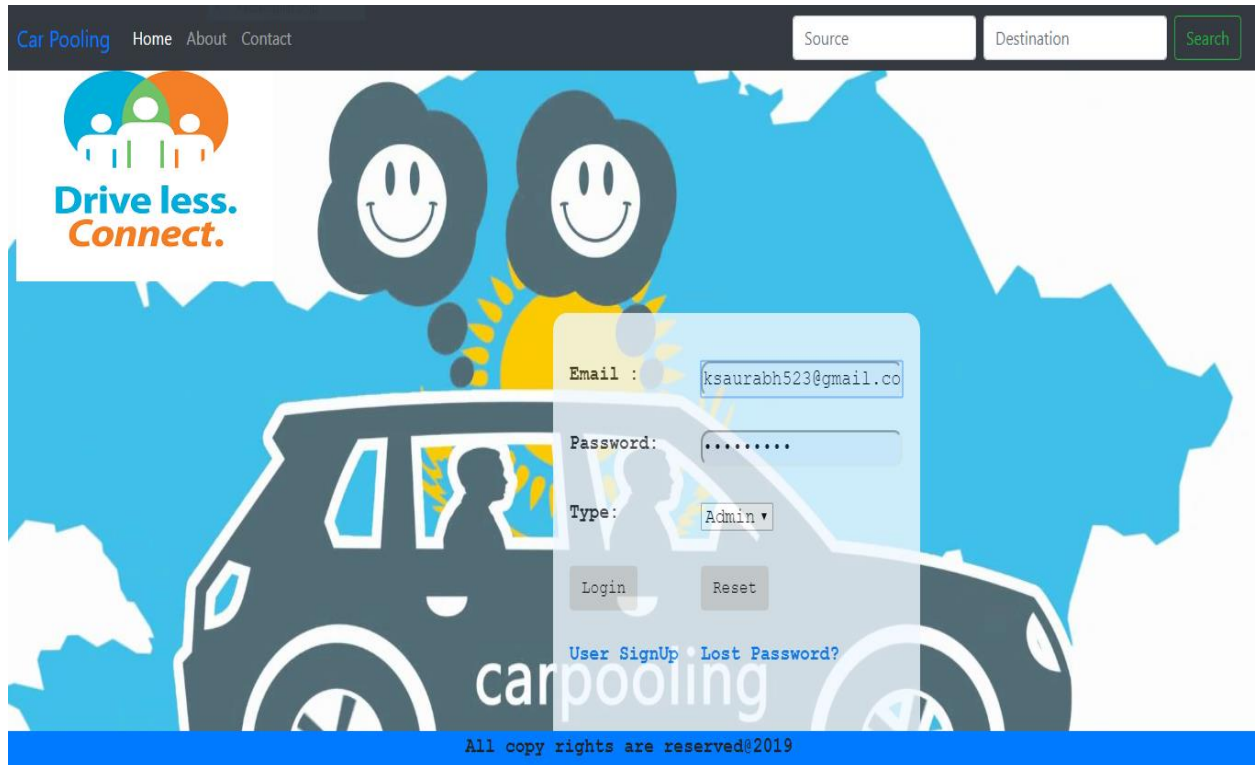 Car Pooling Home About Contact Source Destination Search
Drive less.
Connect.
Email : ksaurabh523@gmail.co
Password: •••••••••
Type: Admin ▾
Login Reset
User SignUp Lost Password?
carpooling
All copy rights are reserved@2019